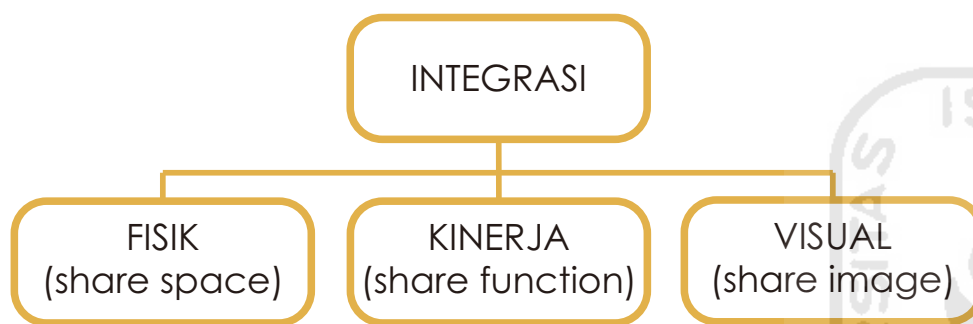 INTEGRASI
FISIK
(share space)
KINERJA
(share function)
VISUAL
(share image)